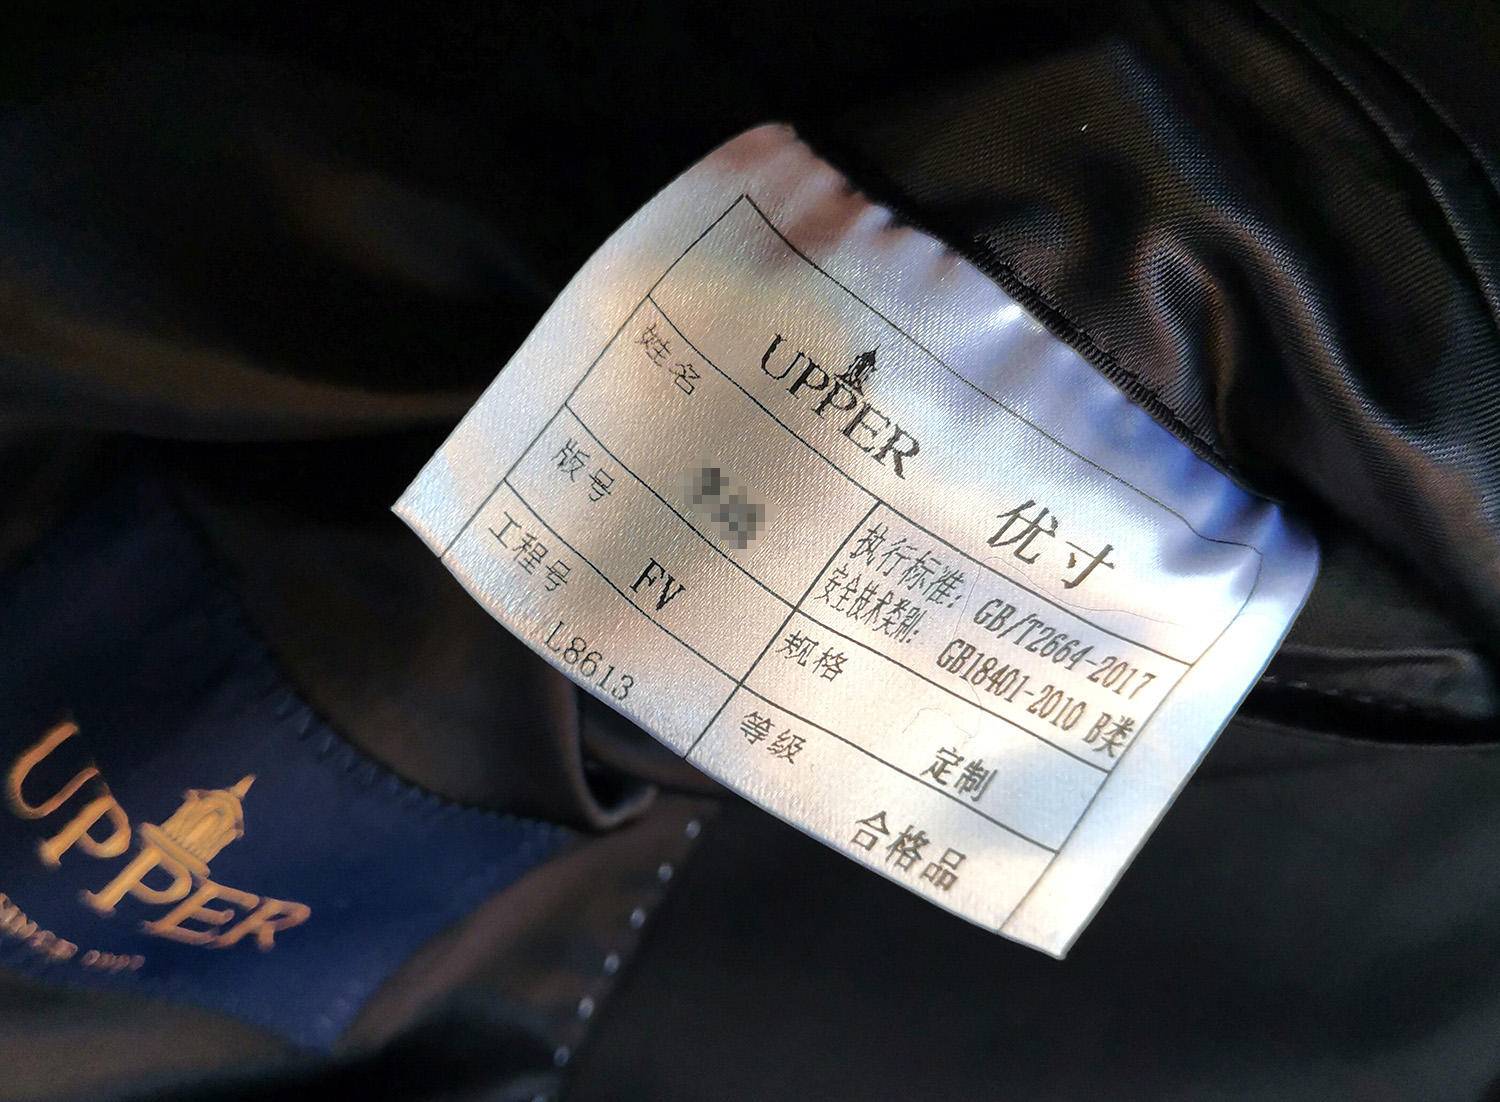 UPPER 优寸
姓名
执行标准: GB/T2664-2017
安全技术类别: GB18401-2010 B类
版号 FV
规格 定制
工程号 L8613
等级 合格品
UPPER